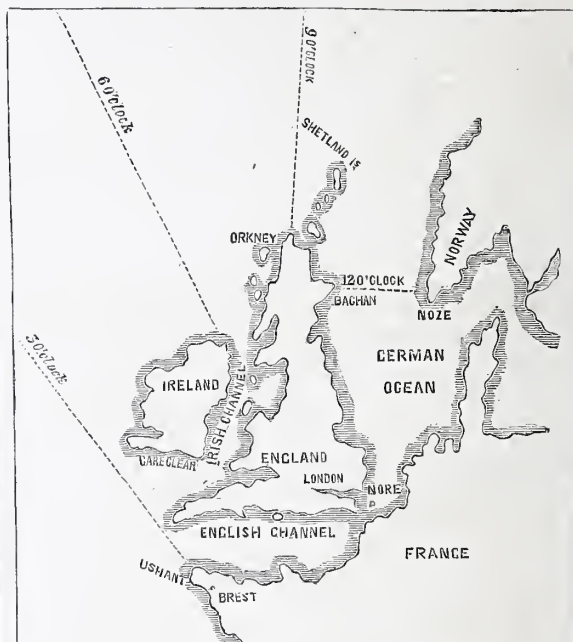 9 O'CLOCK
6 O'Clock
SHETLAND Is
NORWAY
ORKNEY
12 O'CLOCK
BACHAN
NOZE
3 O'Clock
GERMAN
OCEAN
IRELAND
IRISH CHANNEL
CAPE CLEAR
ENGLAND
LONDON
NORE
P
ENGLISH CHANNEL
FRANCE
USHANT
BREST